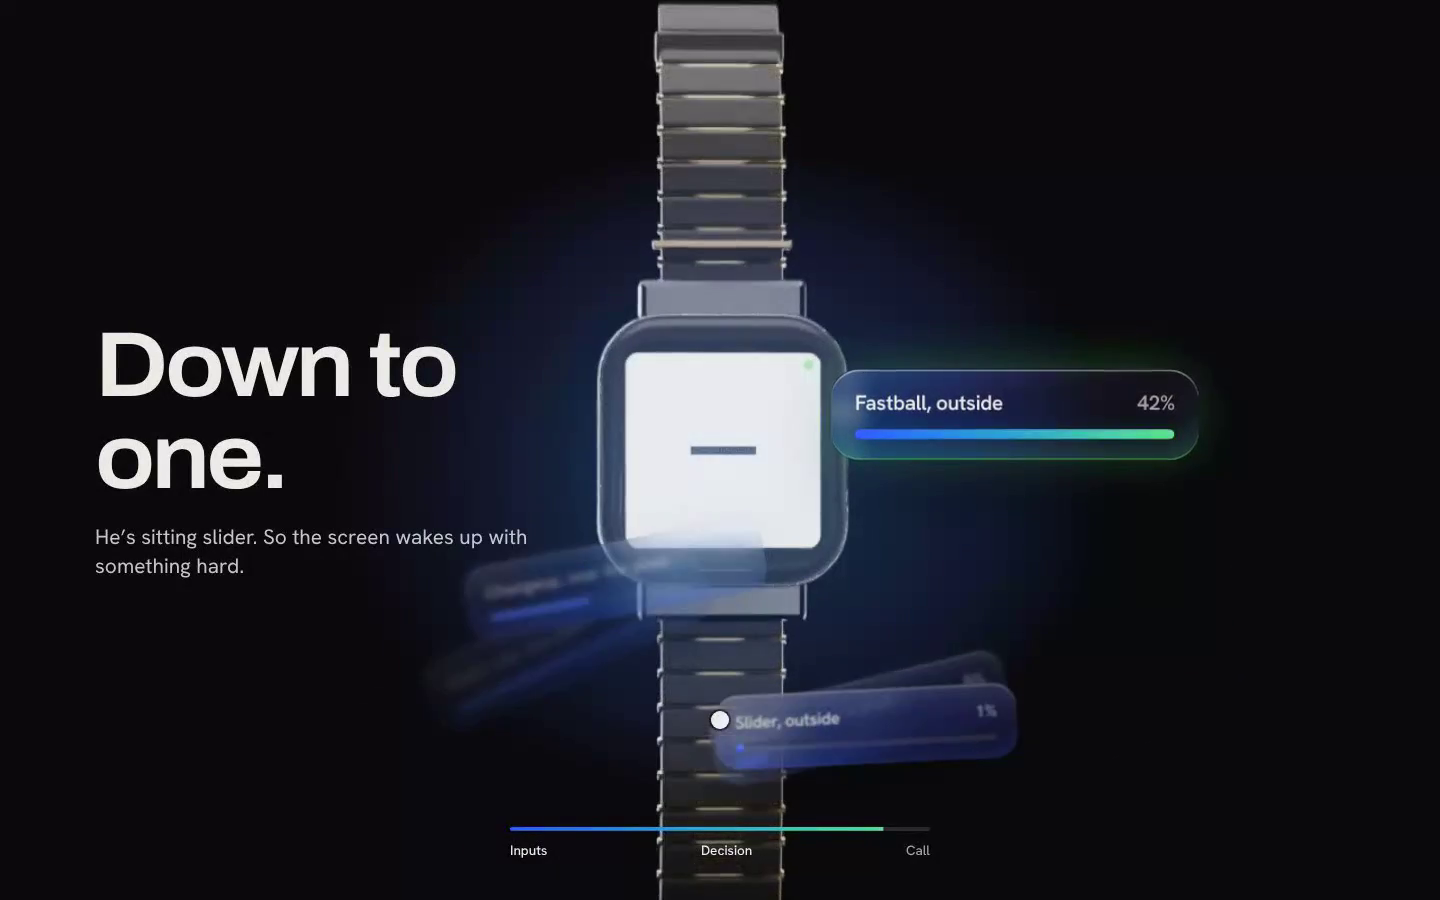 Down to
one.
He’s sitting slider. So the screen wakes up with
something hard.
Fastball, outside 42%
Slider, outside 1%
Inputs Decision Call